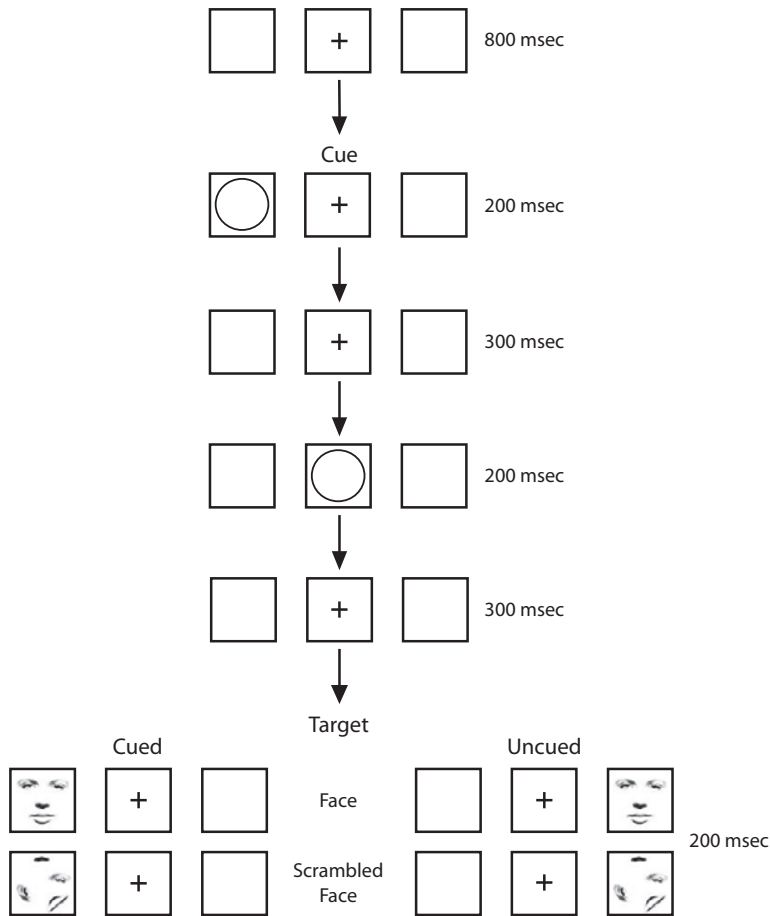 + 800 msec
Cue
+ 200 msec
+ 300 msec
200 msec
+ 300 msec
Target
Cued Uncued
+ Face +
200 msec
+ Scrambled Face +